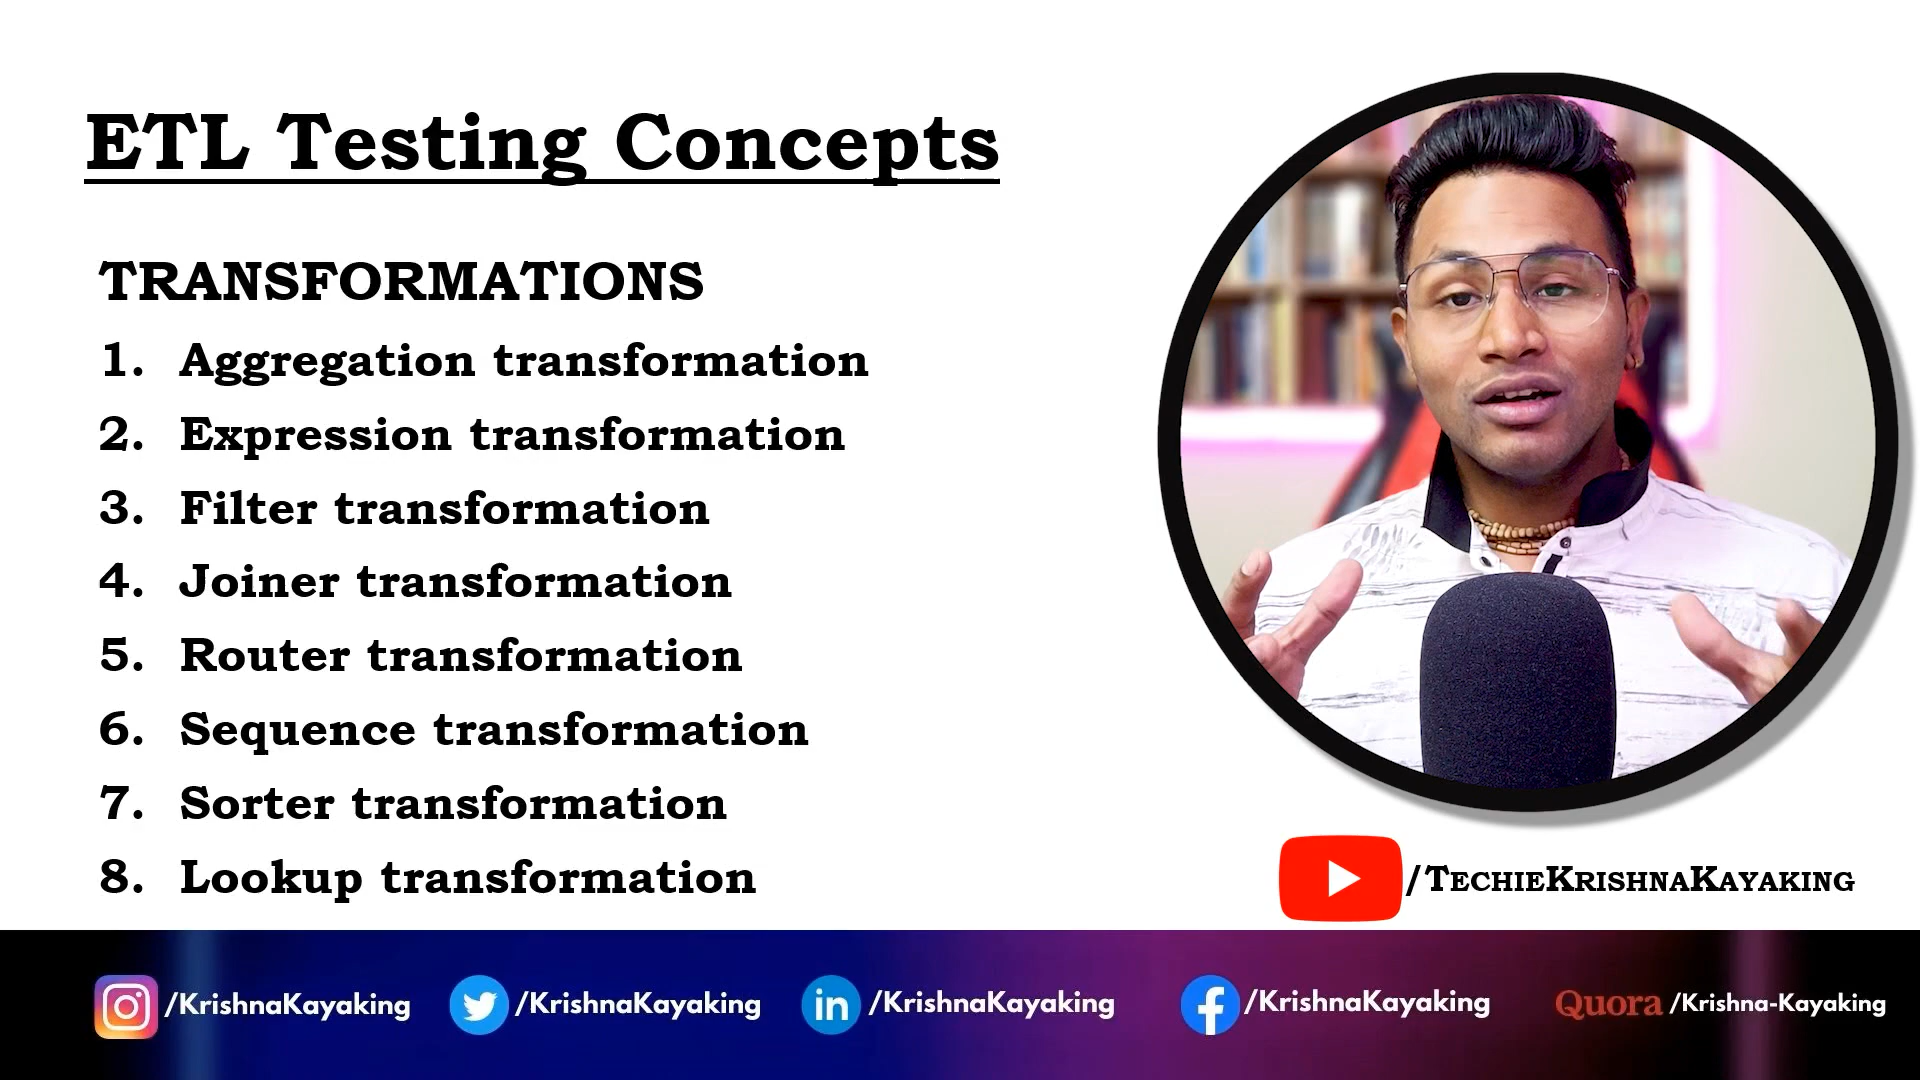 ETL Testing Concepts
TRANSFORMATIONS
1. Aggregation transformation
2. Expression transformation
3. Filter transformation
4. Joiner transformation
5. Router transformation
6. Sequence transformation
7. Sorter transformation
8. Lookup transformation
/TECHIEKRISHNAKAYAKING
/KrishnaKayaking
/KrishnaKayaking
in /KrishnaKayaking
/KrishnaKayaking
Quora /Krishna-Kayaking